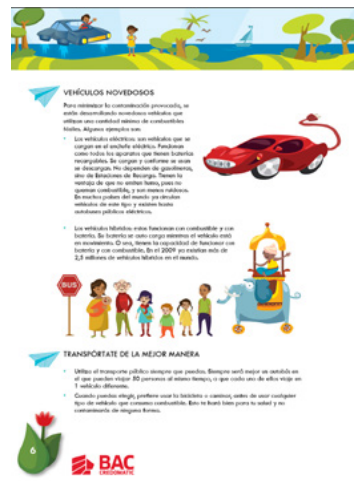 VEHÍCULOS NOVEDOSOS
Para minimizar la contaminación provocada, se
están desarrollando novedosos vehículos que
utilizan una cantidad mínima de combustibles
fósiles. Algunos ejemplos son:
• Los vehículos eléctricos: son vehículos que se
cargan en el enchufe eléctrico. Funcionan
como todos los aparatos que tienen baterías
recargables. Se cargan y conforme se usan
se descargan. No dependen de gasolineras,
sino de Estaciones de Recarga. Tienen la
ventaja de que no emiten humo, pues no
queman combustible, y son menos ruidosos.
En muchos países del mundo ya circulan
vehículos de este tipo y existen hasta
autobuses públicos eléctricos.
• Los vehículos híbridos: estos funcionan con combustible y con
batería. Su batería se auto carga mientras el vehículo está
en movimiento. O sea, tienen la capacidad de funcionar con
batería y con combustible. En el 2009 ya existían más de
2,5 millones de vehículos híbridos en el mundo.
BUS
TRANSPÓRTATE DE LA MEJOR MANERA
• Utiliza el transporte público siempre que puedas. Siempre será mejor un autobús en
el que pueden viajar 50 personas al mismo tiempo, a que cada uno de ellos viaje en
1 vehículo diferente.
• Cuando puedas elegir, prefiere usar la bicicleta o caminar, antes de usar cualquier
tipo de vehículo que consuma combustible. Esto te hará bien para tu salud y no
contaminarás de ninguna forma.
6
BAC
CREDOMATIC